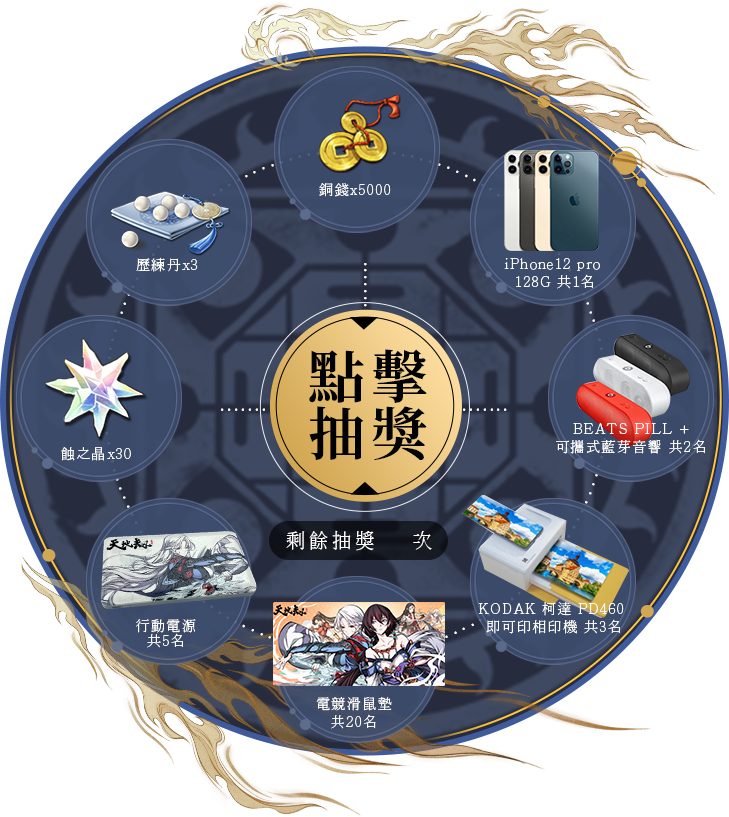 銅錢x5000
iPhone12 pro
128G 共1名
BEATS PILL +
可攜式藍芽音響 共2名
KODAK 柯達 PD460
即可印相印機 共3名
電競滑鼠墊
共20名
行動電源
共5名
蝕之晶x30
歷練丹x3
點擊
抽獎
剩餘抽獎 次